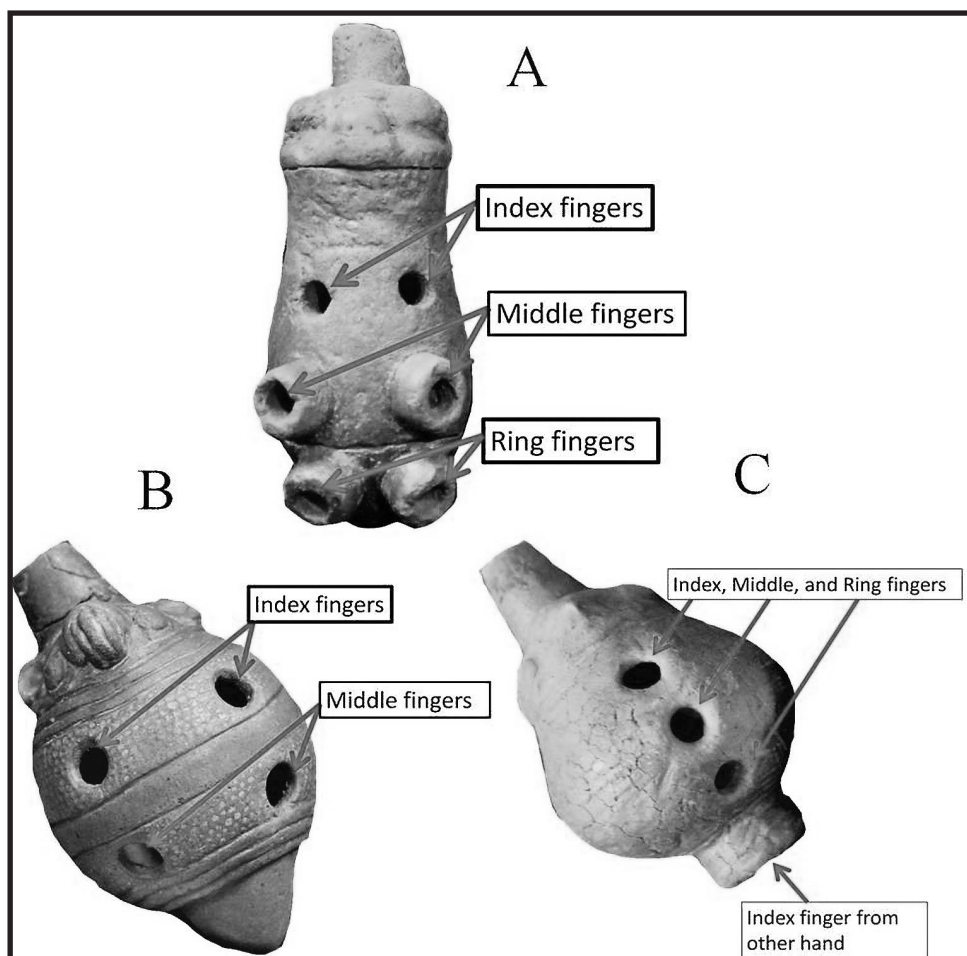 A
Index fingers
Middle fingers
Ring fingers
B
C
Index fingers
Middle fingers
Index, Middle, and Ring fingers
Index finger from
other hand